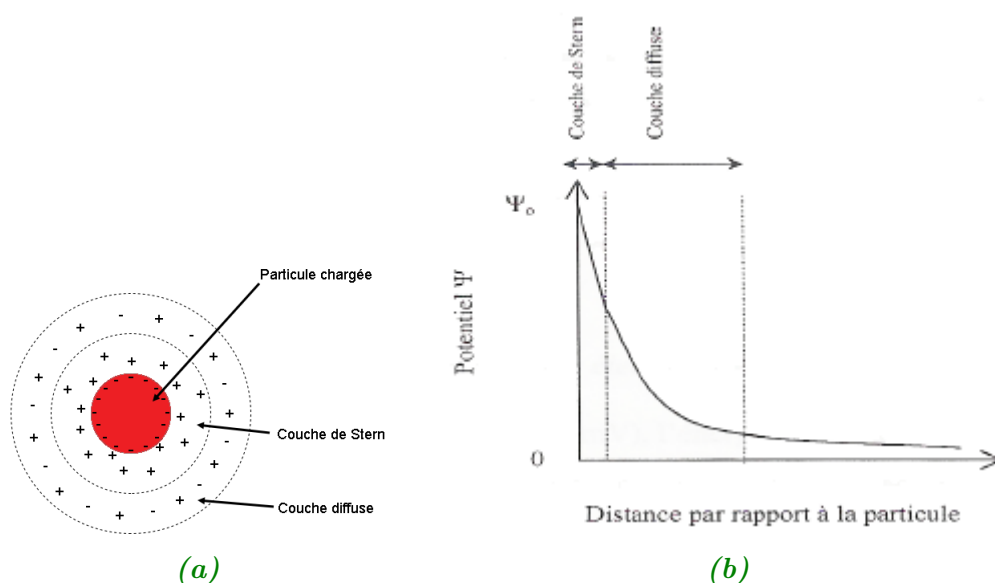 Particule chargée
Couche de Stern
Couche diffuse
(a)
Couche de Stern
Couche diffuse
Ψo
Potentiel Ψ
0
Distance par rapport à la particule
(b)